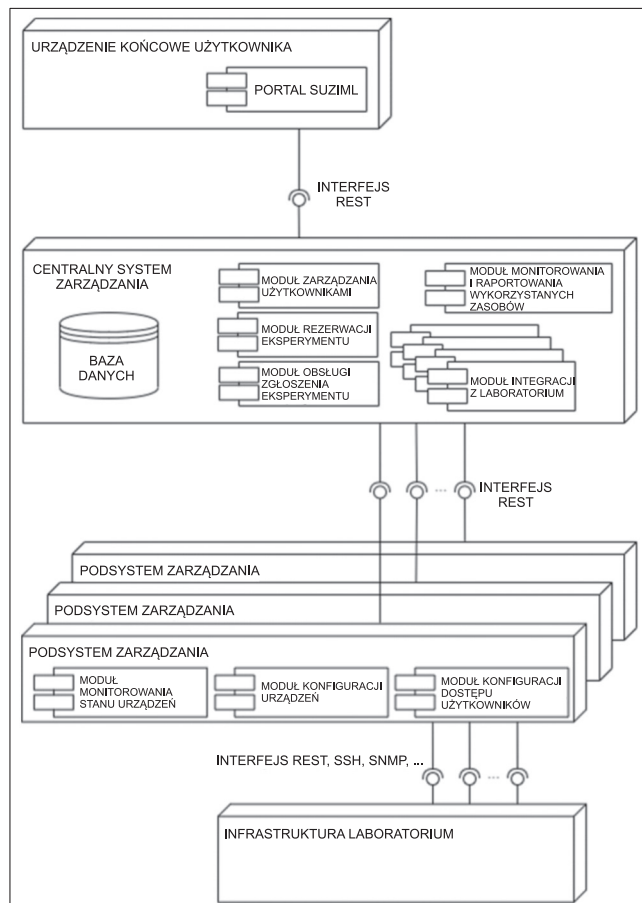 URZĄDZENIE KOŃCOWE UŻYTKOWNIKA
PORTAL SUZIML
INTERFEJS
REST
CENTRALNY SYSTEM
ZARZĄDZANIA
BAZA
DANYCH
MODUŁ ZARZĄDZANIA
UŻYTKOWNIKAMI
MODUŁ REZERWACJI
EKSPERYMENTU
MODUŁ OBSŁUGI
ZGŁOSZENIA
EKSPERYMENTU
MODUŁ MONITOROWANIA
I RAPORTOWANIA
WYKORZYSTANYCH
ZASOBÓW
MODUŁ INTEGRACJI
Z LABORATORIUM
...
INTERFEJS
REST
PODSYSTEM ZARZĄDZANIA
PODSYSTEM ZARZĄDZANIA
PODSYSTEM ZARZĄDZANIA
MODUŁ
MONITOROWANIA
STANU URZĄDZEŃ
MODUŁ KONFIGURACJI
URZĄDZEŃ
MODUŁ KONFIGURACJI
DOSTĘPU
UŻYTKOWNIKÓW
INTERFEJS REST, SSH, SNMP, ...
...
INFRASTRUKTURA LABORATORIUM